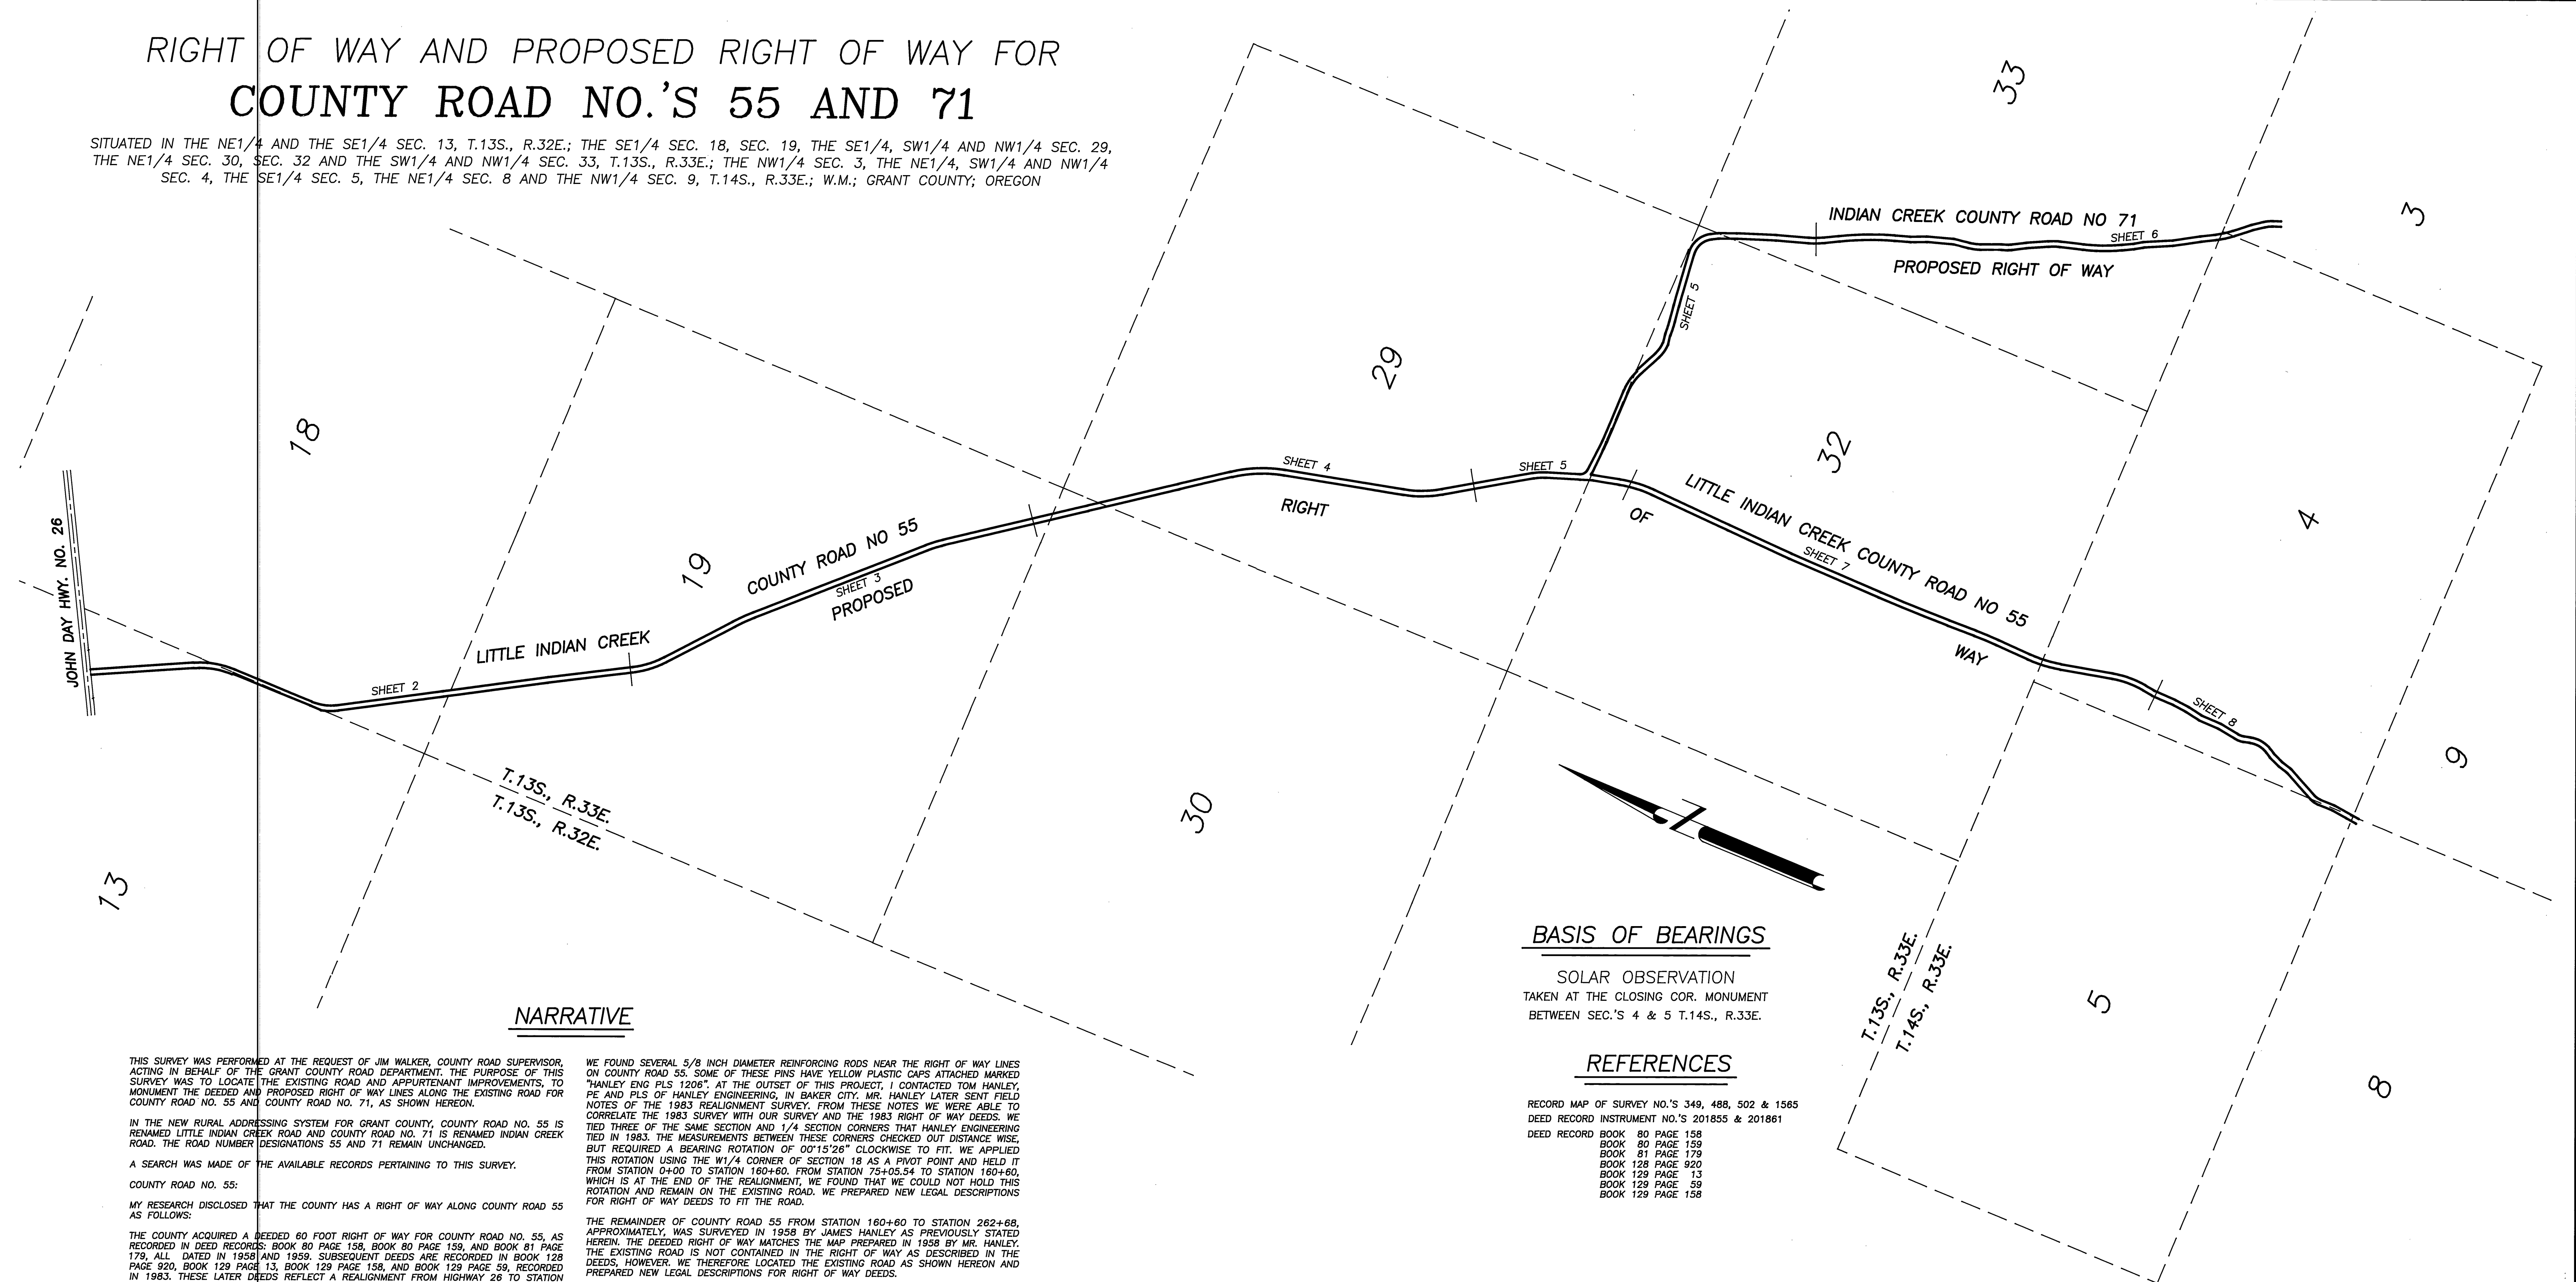 RIGHT OF WAY AND PROPOSED RIGHT OF WAY FOR
COUNTY ROAD NO.'S 55 AND 71
SITUATED IN THE NE1/4 AND THE SE1/4 SEC. 13, T.13S., R.32E.; THE SE1/4 SEC. 18, SEC. 19, THE SE1/4, SW1/4 AND NW1/4 SEC. 29,
THE NE1/4 SEC. 30, SEC. 32 AND THE SW1/4 AND NW1/4 SEC. 33, T.13S., R.33E.; THE NW1/4 SEC. 3, THE NE1/4, SW1/4 AND NW1/4
SEC. 4, THE SE1/4 SEC. 5, THE NE1/4 SEC. 8 AND THE NW1/4 SEC. 9, T.14S., R.33E.; W.M.; GRANT COUNTY; OREGON
33
3
INDIAN CREEK COUNTY ROAD NO 71
SHEET 6
PROPOSED RIGHT OF WAY
SHEET 5
29
18
32
4
SHEET 4
SHEET 5
RIGHT
OF
LITTLE INDIAN CREEK COUNTY ROAD NO 55
SHEET 7
WAY
JOHN DAY HWY. NO. 26
19
COUNTY ROAD NO 55
SHEET 3
PROPOSED
LITTLE INDIAN CREEK
SHEET 2
SHEET 8
9
T.13S., R.33E.
T.13S., R.32E.
30
13
T.13S., R.33E.
T.14S., R.33E.
5
8
BASIS OF BEARINGS
SOLAR OBSERVATION
TAKEN AT THE CLOSING COR. MONUMENT
BETWEEN SEC.'S 4 & 5 T.14S., R.33E.
REFERENCES
RECORD MAP OF SURVEY NO.'S 349, 488, 502 & 1565
DEED RECORD INSTRUMENT NO.'S 201855 & 201861
DEED RECORD BOOK 80 PAGE 158
BOOK 80 PAGE 159
BOOK 81 PAGE 179
BOOK 128 PAGE 920
BOOK 129 PAGE 13
BOOK 129 PAGE 59
BOOK 129 PAGE 158
NARRATIVE
THIS SURVEY WAS PERFORMED AT THE REQUEST OF JIM WALKER, COUNTY ROAD SUPERVISOR,
ACTING IN BEHALF OF THE GRANT COUNTY ROAD DEPARTMENT. THE PURPOSE OF THIS
SURVEY WAS TO LOCATE THE EXISTING ROAD AND APPURTENANT IMPROVEMENTS, TO
MONUMENT THE DEEDED AND PROPOSED RIGHT OF WAY LINES ALONG THE EXISTING ROAD FOR
COUNTY ROAD NO. 55 AND COUNTY ROAD NO. 71, AS SHOWN HEREON.
IN THE NEW RURAL ADDRESSING SYSTEM FOR GRANT COUNTY, COUNTY ROAD NO. 55 IS
RENAMED LITTLE INDIAN CREEK ROAD AND COUNTY ROAD NO. 71 IS RENAMED INDIAN CREEK
ROAD. THE ROAD NUMBER DESIGNATIONS 55 AND 71 REMAIN UNCHANGED.
A SEARCH WAS MADE OF THE AVAILABLE RECORDS PERTAINING TO THIS SURVEY.
COUNTY ROAD NO. 55:
MY RESEARCH DISCLOSED THAT THE COUNTY HAS A RIGHT OF WAY ALONG COUNTY ROAD 55
AS FOLLOWS:
THE COUNTY ACQUIRED A DEEDED 60 FOOT RIGHT OF WAY FOR COUNTY ROAD NO. 55, AS
RECORDED IN DEED RECORDS: BOOK 80 PAGE 158, BOOK 80 PAGE 159, AND BOOK 81 PAGE
179, ALL DATED IN 1958 AND 1959. SUBSEQUENT DEEDS ARE RECORDED IN BOOK 128
PAGE 920, BOOK 129 PAGE 13, BOOK 129 PAGE 158, AND BOOK 129 PAGE 59, RECORDED
IN 1983. THESE LATER DEEDS REFLECT A REALIGNMENT FROM HIGHWAY 26 TO STATION
WE FOUND SEVERAL 5/8 INCH DIAMETER REINFORCING RODS NEAR THE RIGHT OF WAY LINES
ON COUNTY ROAD 55. SOME OF THESE PINS HAVE YELLOW PLASTIC CAPS ATTACHED MARKED
"HANLEY ENG PLS 1206". AT THE OUTSET OF THIS PROJECT, I CONTACTED TOM HANLEY,
PE AND PLS OF HANLEY ENGINEERING, IN BAKER CITY. MR. HANLEY LATER SENT FIELD
NOTES OF THE 1983 REALIGNMENT SURVEY. FROM THESE NOTES WE WERE ABLE TO
CORRELATE THE 1983 SURVEY WITH OUR SURVEY AND THE 1983 RIGHT OF WAY DEEDS. WE
TIED THREE OF THE SAME SECTION AND 1/4 SECTION CORNERS THAT HANLEY ENGINEERING
TIED IN 1983. THE MEASUREMENTS BETWEEN THESE CORNERS CHECKED OUT DISTANCE WISE,
BUT REQUIRED A BEARING ROTATION OF 00°15'26" CLOCKWISE TO FIT. WE APPLIED
THIS ROTATION USING THE W1/4 CORNER OF SECTION 18 AS A PIVOT POINT AND HELD IT
FROM STATION 0+00 TO STATION 160+60. FROM STATION 75+05.54 TO STATION 160+60,
WHICH IS AT THE END OF THE REALIGNMENT, WE FOUND THAT WE COULD NOT HOLD THIS
ROTATION AND REMAIN ON THE EXISTING ROAD. WE PREPARED NEW LEGAL DESCRIPTIONS
FOR RIGHT OF WAY DEEDS TO FIT THE ROAD.
THE REMAINDER OF COUNTY ROAD 55 FROM STATION 160+60 TO STATION 262+68,
APPROXIMATELY, WAS SURVEYED IN 1958 BY JAMES HANLEY AS PREVIOUSLY STATED
HEREIN. THE DEEDED RIGHT OF WAY MATCHES THE MAP PREPARED IN 1958 BY MR. HANLEY.
THE EXISTING ROAD IS NOT CONTAINED IN THE RIGHT OF WAY AS DESCRIBED IN THE
DEEDS, HOWEVER. WE THEREFORE LOCATED THE EXISTING ROAD AS SHOWN HEREON AND
PREPARED NEW LEGAL DESCRIPTIONS FOR RIGHT OF WAY DEEDS.